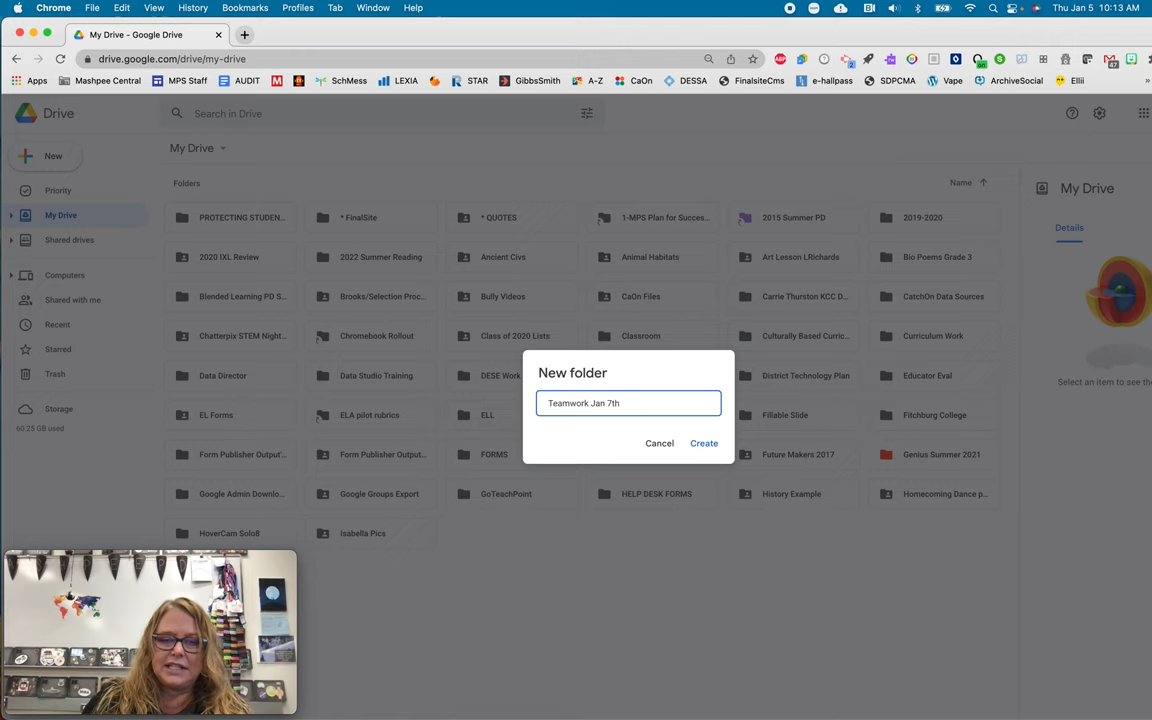 Chrome File Edit View History Bookmarks Profiles Tab Window Help Thu Jan 5 10:13 AM
My Drive - Google Drive
drive.google.com/drive/my-drive
Apps Mashpee Central MPS Staff AUDIT SchMess LEXIA STAR GibbsSmith A-Z CaOn DESSA FinalsiteCms e-hallpass SDPCMA Vape ArchiveSocial Ellii »
Drive Search in Drive
New My Drive
Folders Name
My Drive
Details
Select an item to see the
Priority
My Drive
Shared drives
Computers
Shared with me
Recent
Starred
Trash
Storage
60.25 GB used
PROTECTING STUDEN... * FinalSite * QUOTES 1-MPS Plan for Succes... 2015 Summer PD 2019-2020
2020 IXL Review 2022 Summer Reading Ancient Civs Animal Habitats Art Lesson LRichards Bio Poems Grade 3
Blended Learning PD S... Brooks/Selection Proc... Bully Videos CaOn Files Carrie Thurston KCC D... CatchOn Data Sources
Chatterpix STEM Night... Chromebook Rollout Class of 2020 Lists Classroom Culturally Based Curric... Curriculum Work
Data Director Data Studio Training DESE Work District Technology Plan Educator Eval
EL Forms ELA pilot rubrics ELL Fillable Slide Fitchburg College
Form Publisher Output'... Form Publisher Output... FORMS Future Makers 2017 Genius Summer 2021
Google Admin Downlo... Google Groups Export GoTeachPoint HELP DESK FORMS History Example Homecoming Dance p...
HoverCam Solo8 Isabella Pics
New folder
Teamwork Jan 7th
Cancel Create